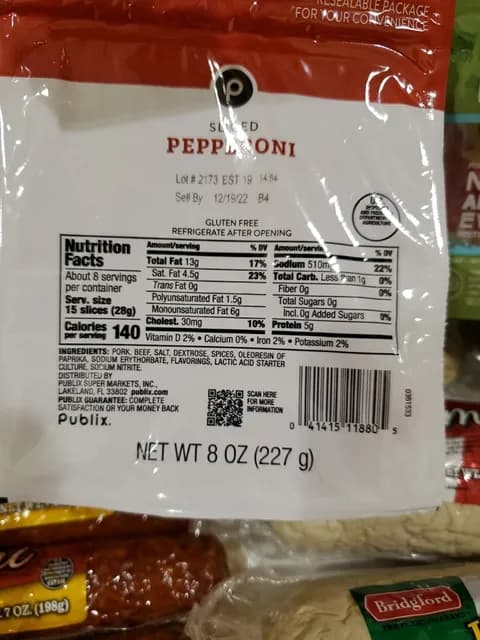 RESEALABLE PACKAGE
"FOR YOUR CONVENIENCE
p
SLICED
PEPPERONI
Lot # 2173 EST 19 14:54
Sell By 12/19/22 B4
GLUTEN FREE
REFRIGERATE AFTER OPENING
Nutrition
Facts
About 8 servings
per container
Serv. size
15 slices (28g)
Calories
per serving 140
Amount/serving % DV
Total Fat 13g 17%
Sat. Fat 4.5g 23%
Trans Fat 0g
Polyunsaturated Fat 1.5g
Monounsaturated Fat 6g
Cholest. 30mg 10%
Amount/serving % DV
Sodium 510mg 22%
Total Carb. Less than 1g 0%
Fiber 0g 0%
Total Sugars 0g
Incl. 0g Added Sugars 0%
Protein 5g
Vitamin D 2% • Calcium 0% • Iron 2% • Potassium 2%
INGREDIENTS: PORK, BEEF, SALT, DEXTROSE, SPICES, OLEORESIN OF
PAPRIKA, SODIUM ERYTHORBATE, FLAVORINGS, LACTIC ACID STARTER
CULTURE, SODIUM NITRITE.
DISTRIBUTED BY
PUBLIX SUPER MARKETS, INC.,
LAKELAND, FL 33802 publix.com
PUBLIX GUARANTEE: COMPLETE
SATISFACTION OR YOUR MONEY BACK
Publix.
SCAN HERE
FOR MORE
INFORMATION
0 41415 11880 5
0381533
NET WT 8 OZ (227 g)
7 OZ. (198g)
Bridgford